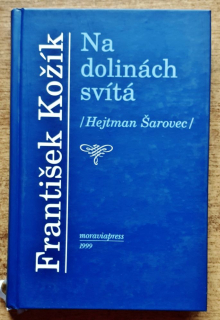 František Kožík
Na
dolinách
svítá
/Hejtman Šarovec/
moraviapress
1999